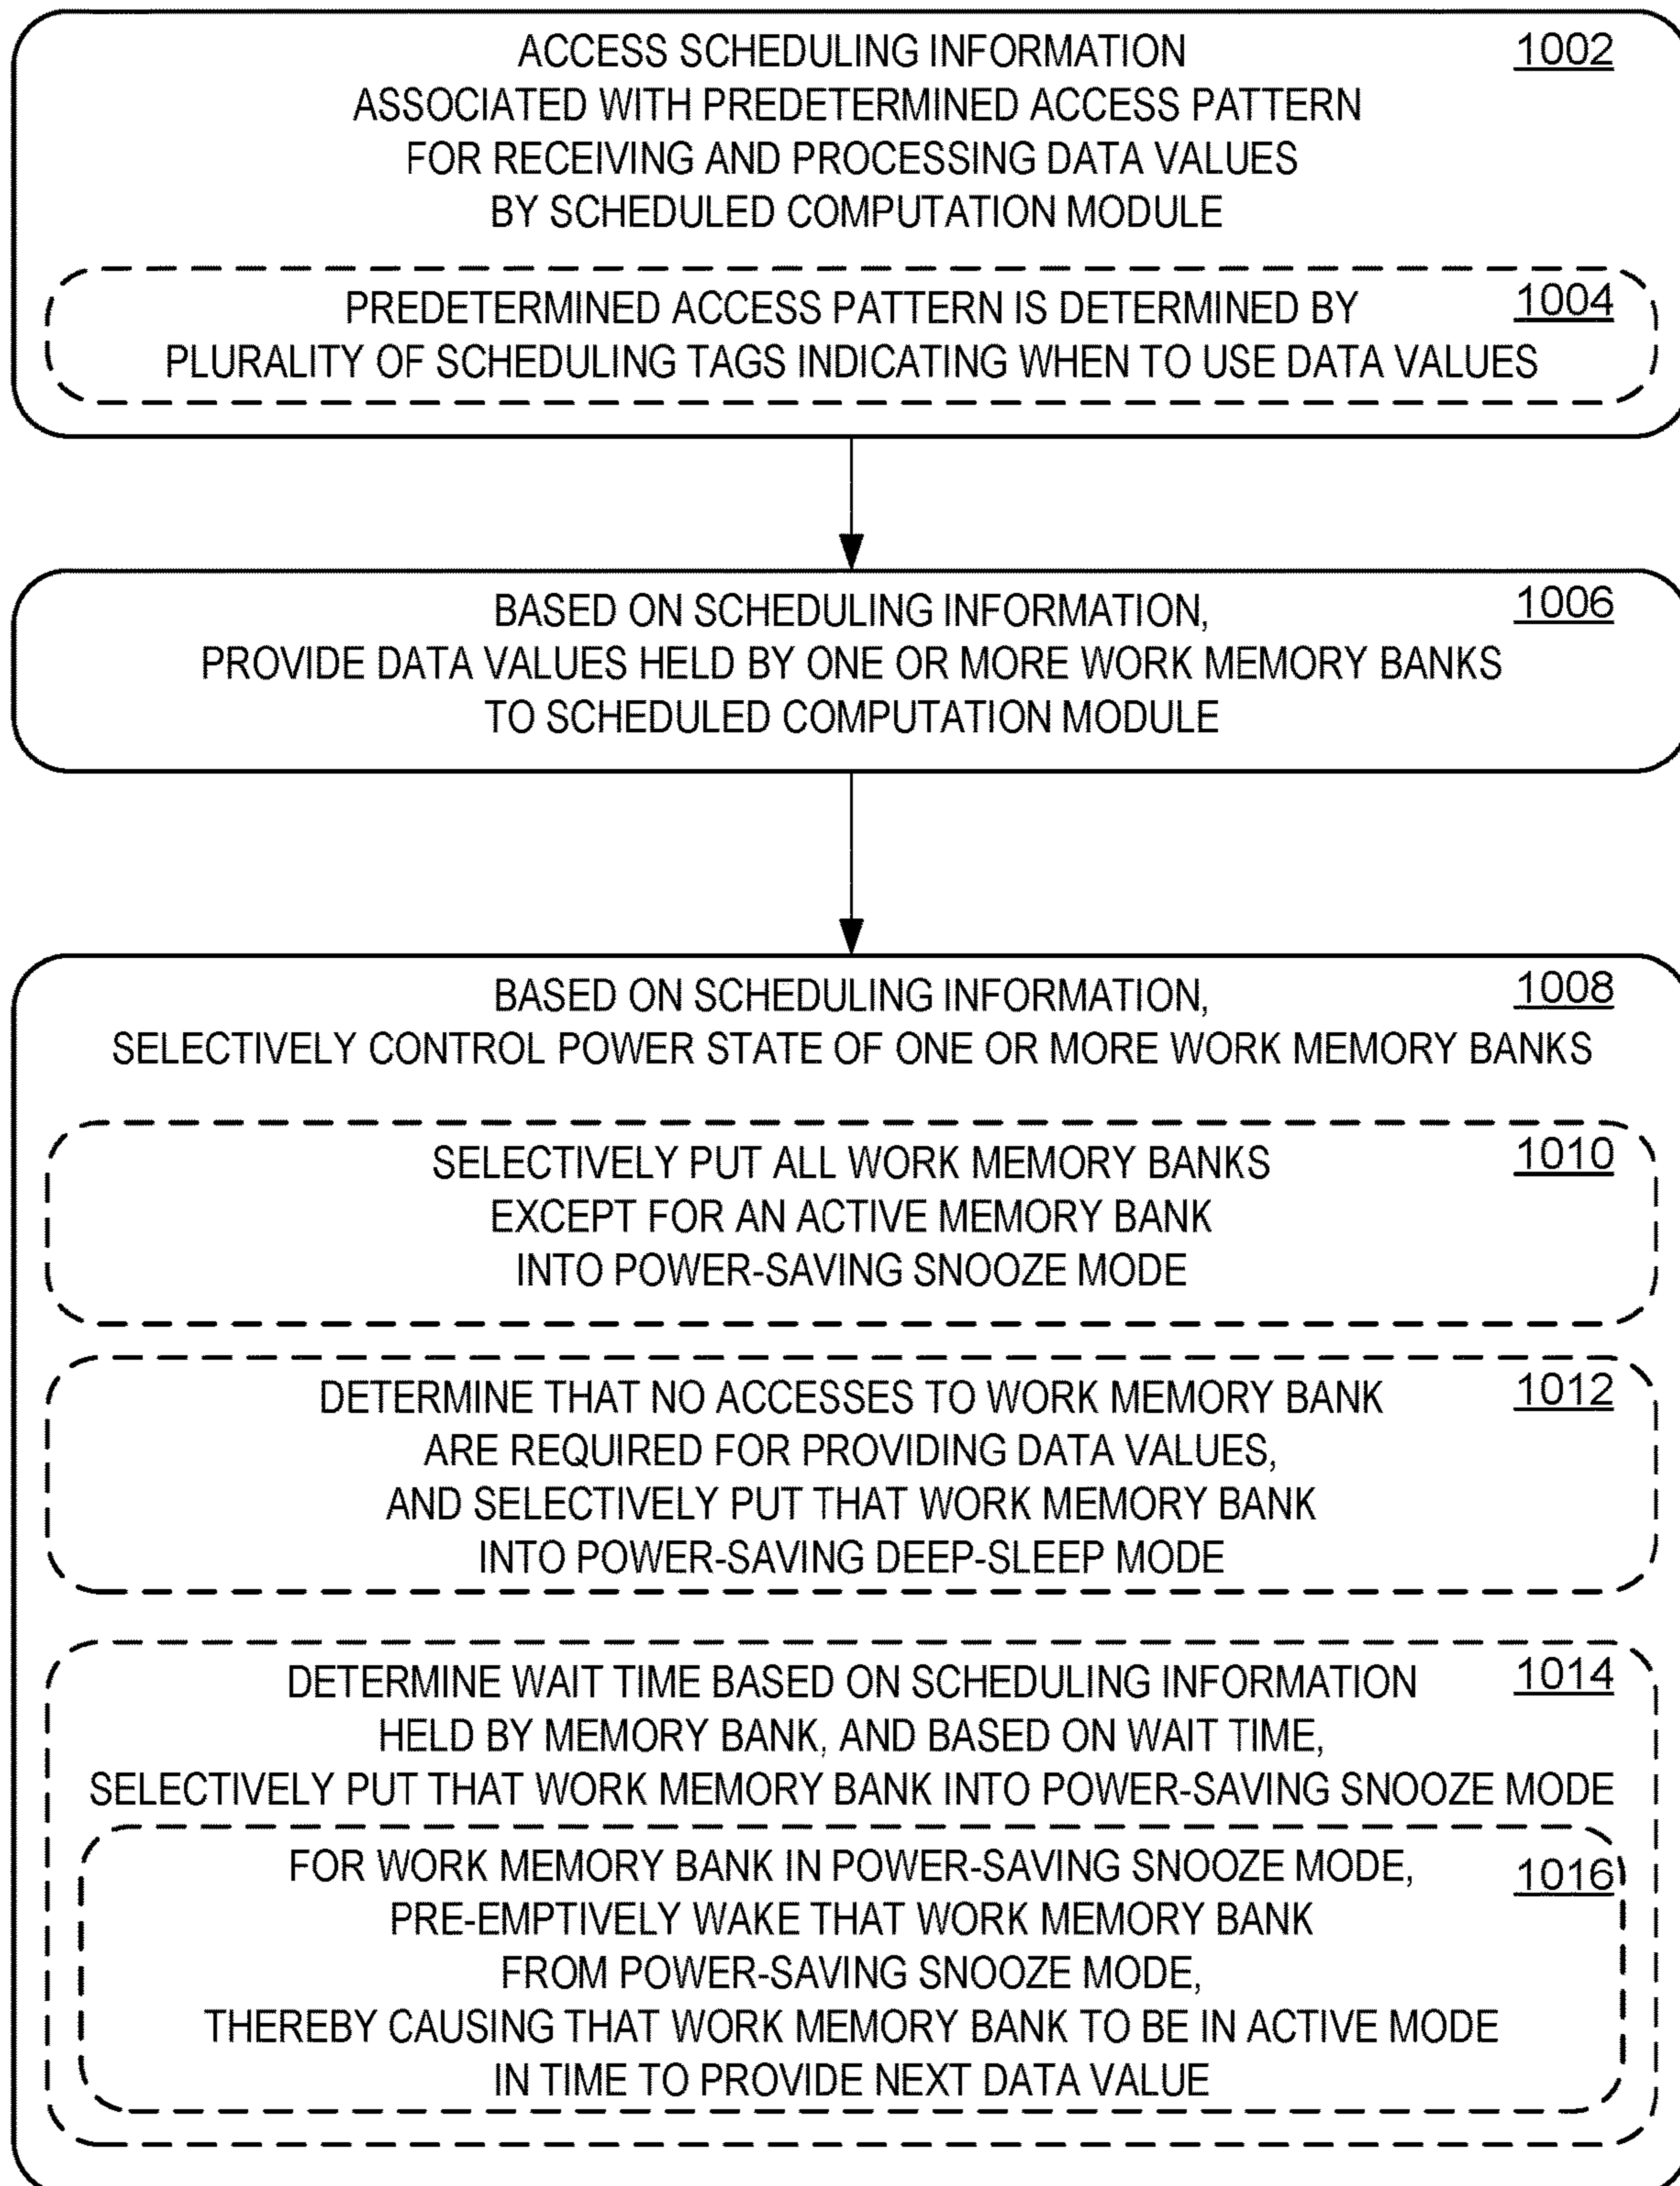 ACCESS SCHEDULING INFORMATION 1002
ASSOCIATED WITH PREDETERMINED ACCESS PATTERN
FOR RECEIVING AND PROCESSING DATA VALUES
BY SCHEDULED COMPUTATION MODULE
PREDETERMINED ACCESS PATTERN IS DETERMINED BY 1004
PLURALITY OF SCHEDULING TAGS INDICATING WHEN TO USE DATA VALUES
BASED ON SCHEDULING INFORMATION, 1006
PROVIDE DATA VALUES HELD BY ONE OR MORE WORK MEMORY BANKS
TO SCHEDULED COMPUTATION MODULE
BASED ON SCHEDULING INFORMATION, 1008
SELECTIVELY CONTROL POWER STATE OF ONE OR MORE WORK MEMORY BANKS
SELECTIVELY PUT ALL WORK MEMORY BANKS 1010
EXCEPT FOR AN ACTIVE MEMORY BANK
INTO POWER-SAVING SNOOZE MODE
DETERMINE THAT NO ACCESSES TO WORK MEMORY BANK 1012
ARE REQUIRED FOR PROVIDING DATA VALUES,
AND SELECTIVELY PUT THAT WORK MEMORY BANK
INTO POWER-SAVING DEEP-SLEEP MODE
DETERMINE WAIT TIME BASED ON SCHEDULING INFORMATION 1014
HELD BY MEMORY BANK, AND BASED ON WAIT TIME,
SELECTIVELY PUT THAT WORK MEMORY BANK INTO POWER-SAVING SNOOZE MODE
FOR WORK MEMORY BANK IN POWER-SAVING SNOOZE MODE, 1016
PRE-EMPTIVELY WAKE THAT WORK MEMORY BANK
FROM POWER-SAVING SNOOZE MODE,
THEREBY CAUSING THAT WORK MEMORY BANK TO BE IN ACTIVE MODE
IN TIME TO PROVIDE NEXT DATA VALUE